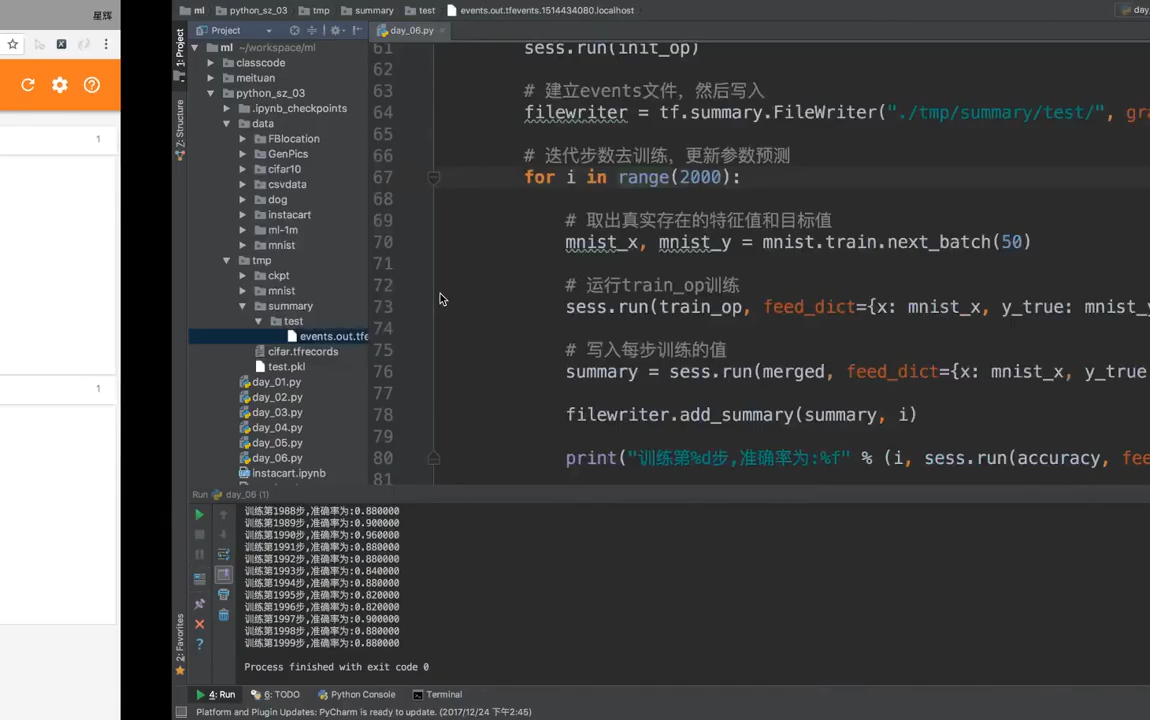 星辉
ml python_sz_03 tmp summary test events.out.tfevents.1514434080.localhost day_
Project day_06.py
1: Project
ml ~/workspace/ml
classcode
meituan
python_sz_03
.ipynb_checkpoints
data
FBlocation
GenPics
cifar10
csvdata
dog
instacart
ml-1m
mnist
tmp
ckpt
mnist
summary
test
events.out.tfe
cifar.tfrecords
test.pkl
day_01.py
day_02.py
day_03.py
day_04.py
day_05.py
day_06.py
instacart.ipynb
7: Structure
2: Favorites
1
1
61 sess.run(init_op)
62
63 # 建立events文件，然后写入
64 filewriter = tf.summary.FileWriter("./tmp/summary/test/", gra
65
66 # 迭代步数去训练，更新参数预测
67 for i in range(2000):
68
69 # 取出真实存在的特征值和目标值
70 mnist_x, mnist_y = mnist.train.next_batch(50)
71
72 # 运行train_op训练
73 sess.run(train_op, feed_dict={x: mnist_x, y_true: mnist_y
74
75 # 写入每步训练的值
76 summary = sess.run(merged, feed_dict={x: mnist_x, y_true
77
78 filewriter.add_summary(summary, i)
79
80 print("训练第%d步,准确率为:%f" % (i, sess.run(accuracy, fee
81
Run day_06 (1)
训练第1988步,准确率为:0.880000
训练第1989步,准确率为:0.900000
训练第1990步,准确率为:0.960000
训练第1991步,准确率为:0.880000
训练第1992步,准确率为:0.880000
训练第1993步,准确率为:0.840000
训练第1994步,准确率为:0.880000
训练第1995步,准确率为:0.820000
训练第1996步,准确率为:0.820000
训练第1997步,准确率为:0.900000
训练第1998步,准确率为:0.880000
训练第1999步,准确率为:0.880000
Process finished with exit code 0
4: Run 6: TODO Python Console Terminal
Platform and Plugin Updates: PyCharm is ready to update. (2017/12/24 下午2:45)